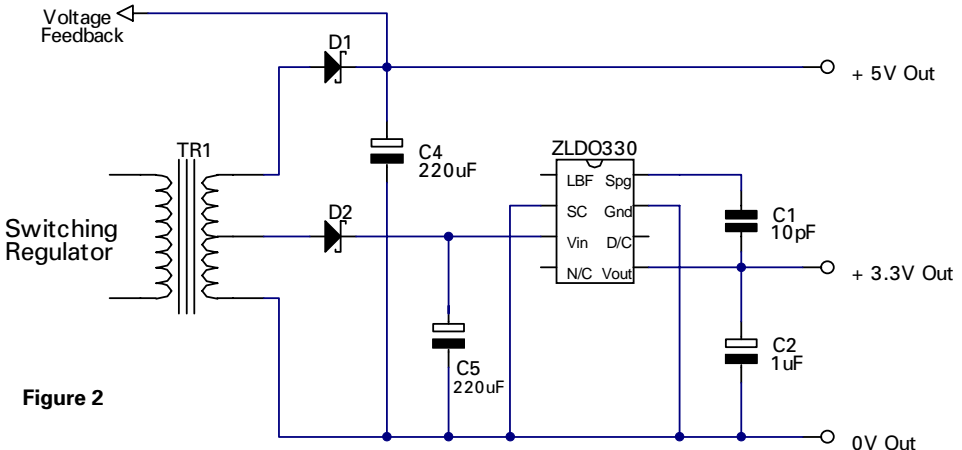 Voltage
Feedback
D1
+ 5V Out
TR1
C4
220uF
ZLDO330
LBF Spg
SC Gnd
Vin D/C
N/C Vout
C1
10pF
D2
Switching
Regulator
+ 3.3V Out
C2
1uF
C5
220uF
Figure 2
0V Out